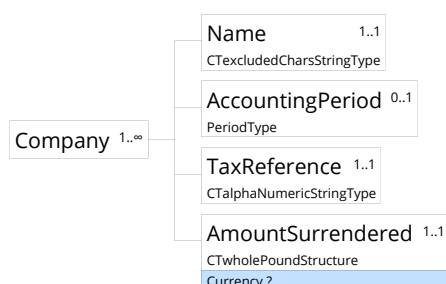 Name 1..1
CTexcludedCharsStringType
AccountingPeriod 0..1
PeriodType
Company 1..∞
TaxReference 1..1
CTalphaNumericStringType
AmountSurrendered 1..1
CTwholePoundStructure
Currency ?